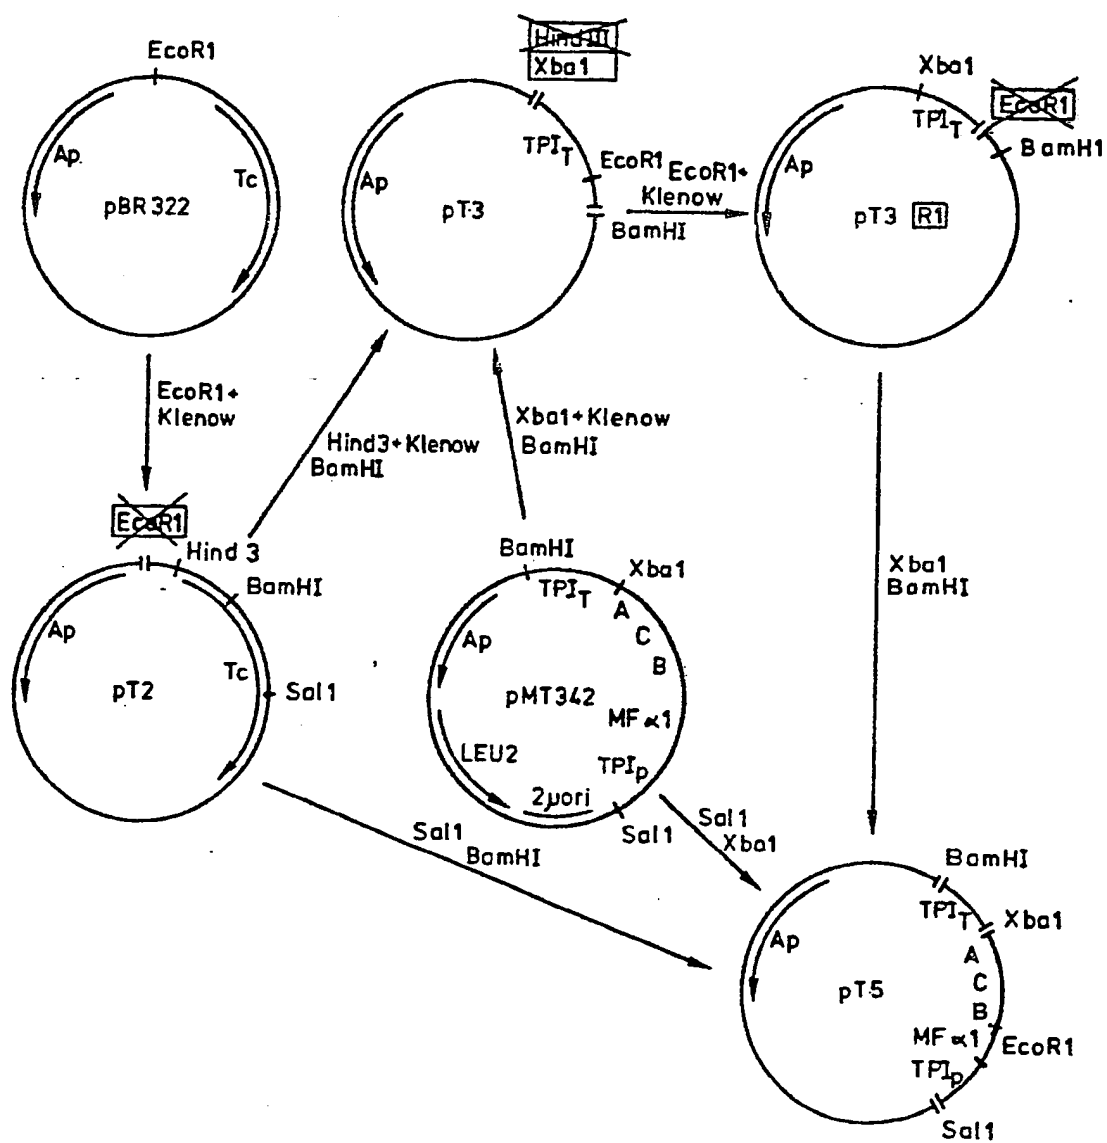 EcoR1
Ap
Tc
pBR322
Hind III
Xba1
TPI_T
EcoR1
BamHI
Ap
pT3
EcoR1+
Klenow
Xba1
EcoR1
TPI_T
BamH1
Ap
pT3 R1
EcoR1+
Klenow
Hind3+Klenow
BamHI
Xba1+Klenow
BamHI
Xba1
BamHI
EcoR1
Hind 3
BamHI
Ap
Tc
Sal1
pT2
BamHI
Xba1
TPI_T
A
C
B
Ap
pMT342
MFα1
LEU2
TPI_p
2µori
Sal1
Sal1
Xba1
Sal1
BamHI
BamHI
TPI_T
Xba1
Ap
A
C
B
pT5
MFα1
EcoR1
TPI_p
Sal1